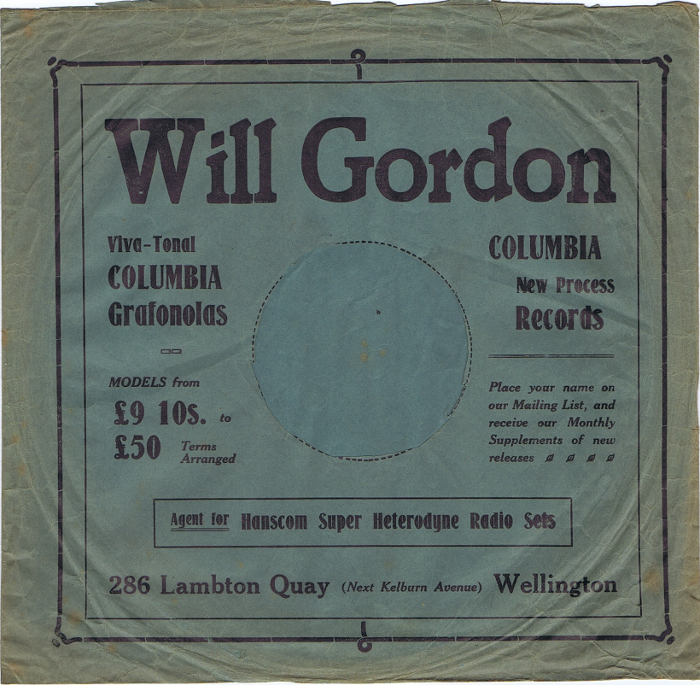 Will Gordon
Viva-Tonal
COLUMBIA
Grafonolas
MODELS from
£9 10s. to
£50 Terms
Arranged
COLUMBIA
New Process
Records
Place your name on
our Mailing List, and
receive our Monthly
Supplements of new
releases
Agent for Hanscom Super Heterodyne Radio Sets
286 Lambton Quay (Next Kelburn Avenue) Wellington